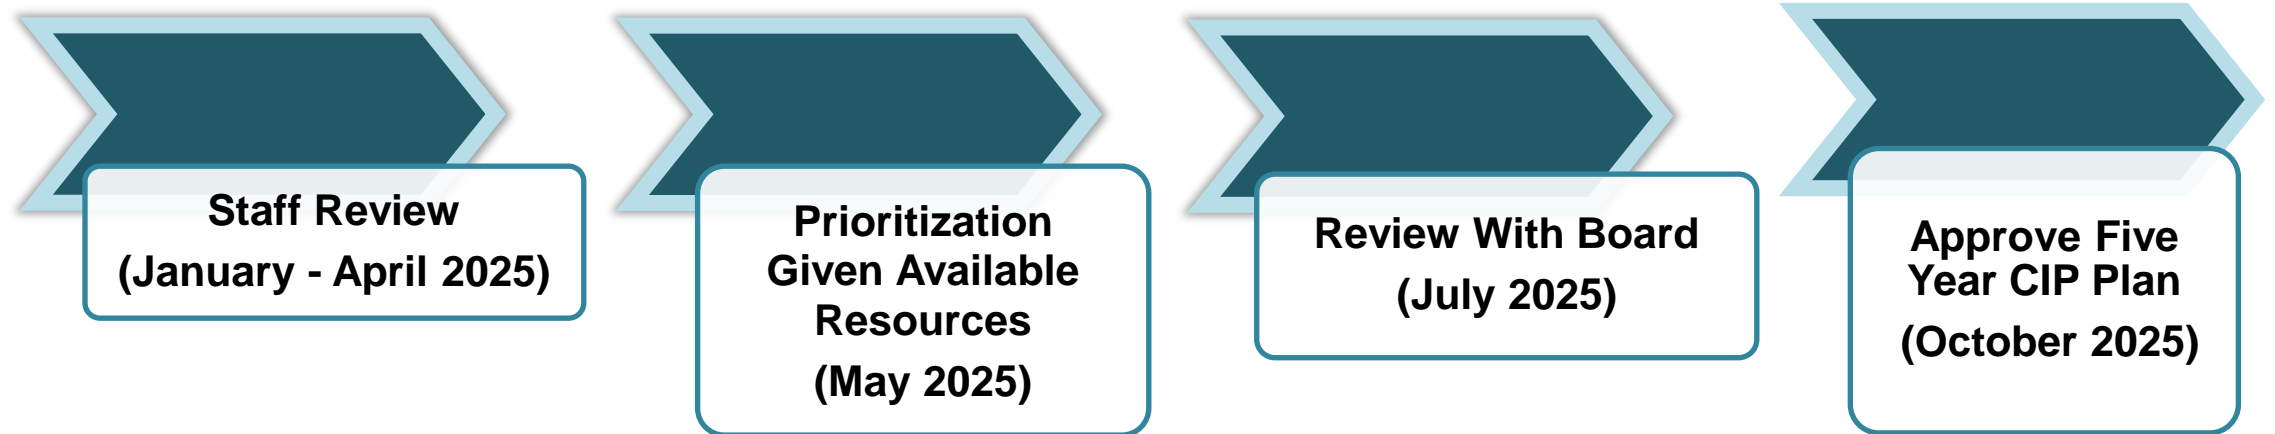 Staff Review
(January - April 2025)
Prioritization
Given Available
Resources
(May 2025)
Review With Board
(July 2025)
Approve Five
Year CIP Plan
(October 2025)